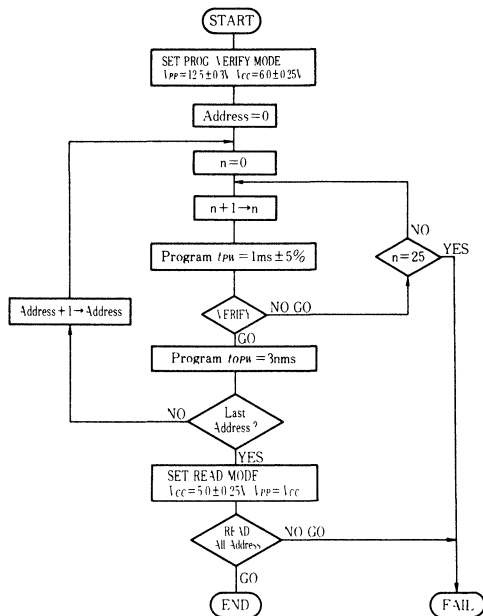 START
SET PROG. VERIFY MODE
VPP=12.5±0.3V VCC=6.0±0.25V
Address=0
n=0
n+1→n
NO
YES
Program tPW=1ms±5%
n=25
Address+1→Address
VERIFY
NO GO
GO
Program tOPW=3nms
NO
Last
Address?
YES
SET READ MODE
VCC=5.0±0.25V VPP=VCC
READ
All Address
NO GO
GO
END
FAIL